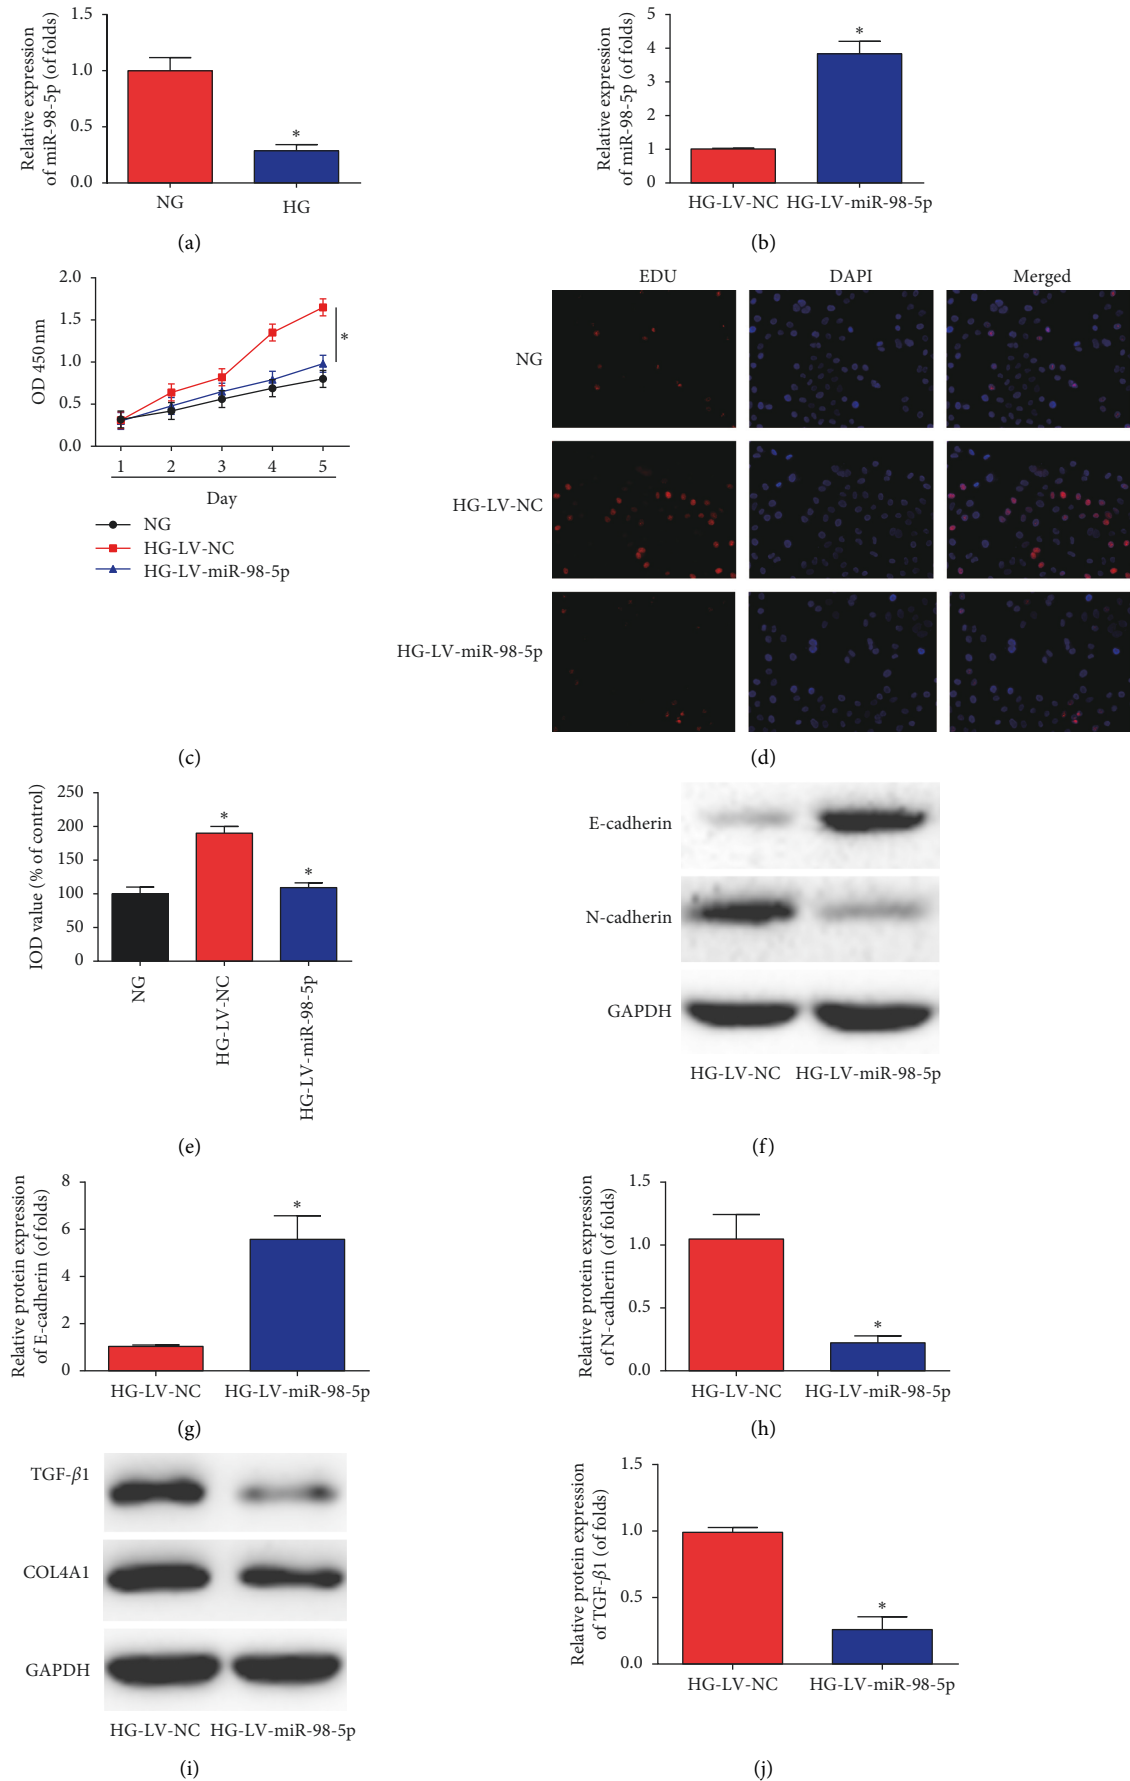 Relative expression
of miR-98-5p (of folds)
1.5
1.0
0.5
0.0
*
NG
HG
(a)
Relative expression
of miR-98-5p (of folds)
5
4
3
2
1
0
*
HG-LV-NC
HG-LV-miR-98-5p
(b)
OD 450 nm
2.0
1.5
1.0
0.5
0.0
*
1
2
3
4
5
Day
NG
HG-LV-NC
HG-LV-miR-98-5p
(c)
EDU
DAPI
Merged
NG
HG-LV-NC
HG-LV-miR-98-5p
(d)
IOD value (% of control)
250
200
150
100
50
0
*
*
NG
HG-LV-NC
HG-LV-miR-98-5p
(e)
E-cadherin
N-cadherin
GAPDH
HG-LV-NC
HG-LV-miR-98-5p
(f)
Relative protein expression
of E-cadherin (of folds)
8
6
4
2
0
*
HG-LV-NC
HG-LV-miR-98-5p
(g)
Relative protein expression
of N-cadherin (of folds)
1.5
1.0
0.5
0.0
*
HG-LV-NC
HG-LV-miR-98-5p
(h)
TGF-β1
COL4A1
GAPDH
HG-LV-NC
HG-LV-miR-98-5p
(i)
Relative protein expression
of TGF-β1 (of folds)
1.5
1.0
0.5
0.0
*
HG-LV-NC
HG-LV-miR-98-5p
(j)